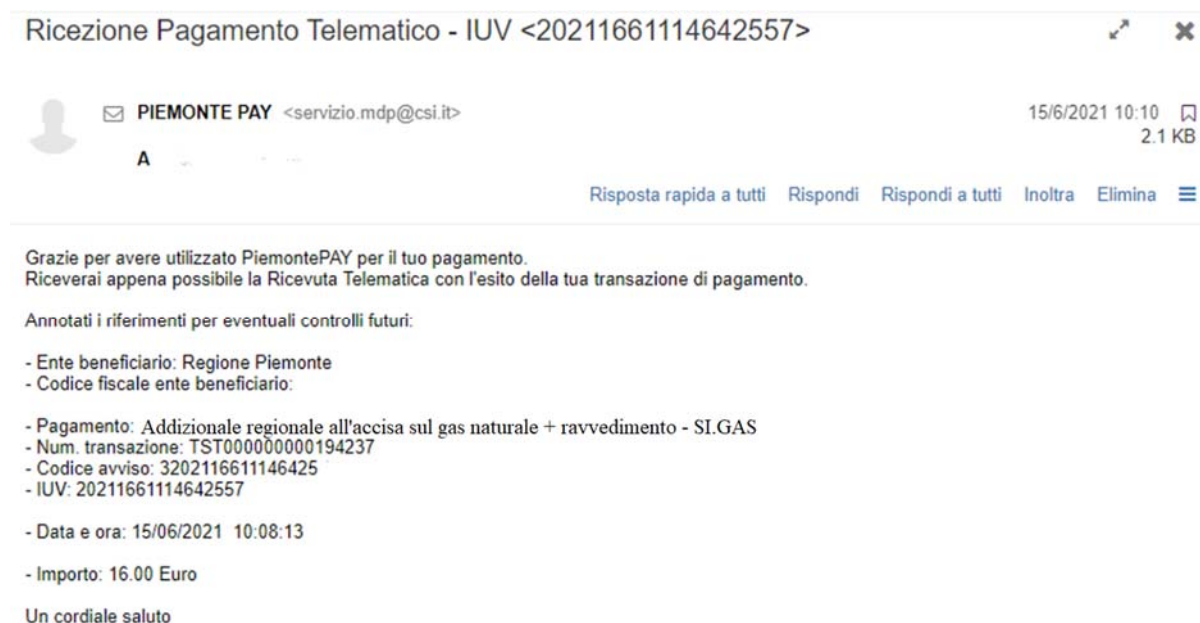 Ricezione Pagamento Telematico - IUV <20211661114642557>
PIEMONTE PAY <servizio.mdp@csi.it>
15/6/2021 10:10
2.1 KB
A
Risposta rapida a tutti Rispondi Rispondi a tutti Inoltra Elimina
Grazie per avere utilizzato PiemontePAY per il tuo pagamento.
Riceverai appena possibile la Ricevuta Telematica con l'esito della tua transazione di pagamento.
Annotati i riferimenti per eventuali controlli futuri:
- Ente beneficiario: Regione Piemonte
- Codice fiscale ente beneficiario:
- Pagamento: Addizionale regionale all'accisa sul gas naturale + ravvedimento - SI.GAS
- Num. transazione: TST000000000194237
- Codice avviso: 3202116611146425
- IUV: 20211661114642557
- Data e ora: 15/06/2021 10:08:13
- Importo: 16.00 Euro
Un cordiale saluto